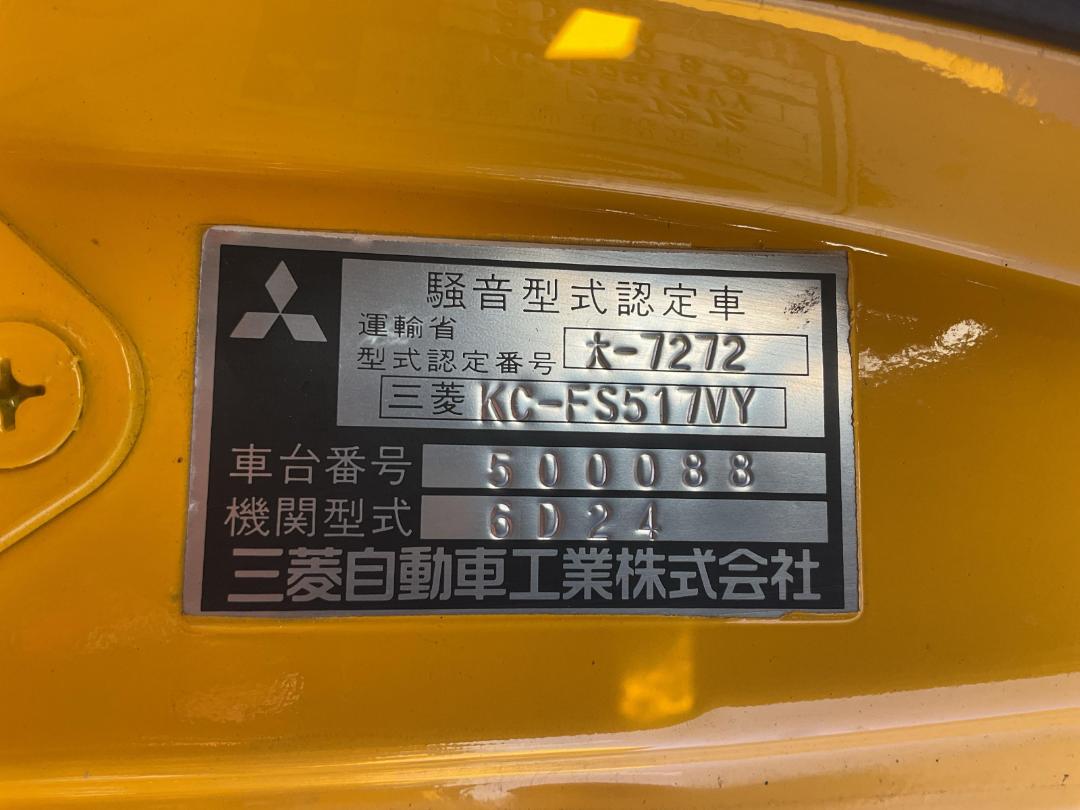 騒音型式認定車
運輸省
型式認定番号 大-7272
三菱 KC-FS517VY
車台番号 500088
機関型式 6D24
三菱自動車工業株式会社